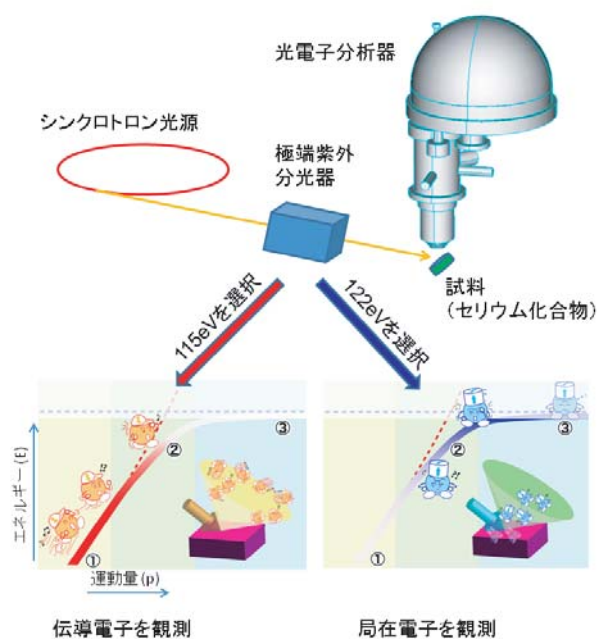 光電子分析器
シンクロトロン光源
極端紫外
分光器
試料
(セリウム化合物)
115eVを選択
122eVを選択
エネルギー(E)
①
②
③
運動量(p)
①
②
③
伝導電子を観測
局在電子を観測